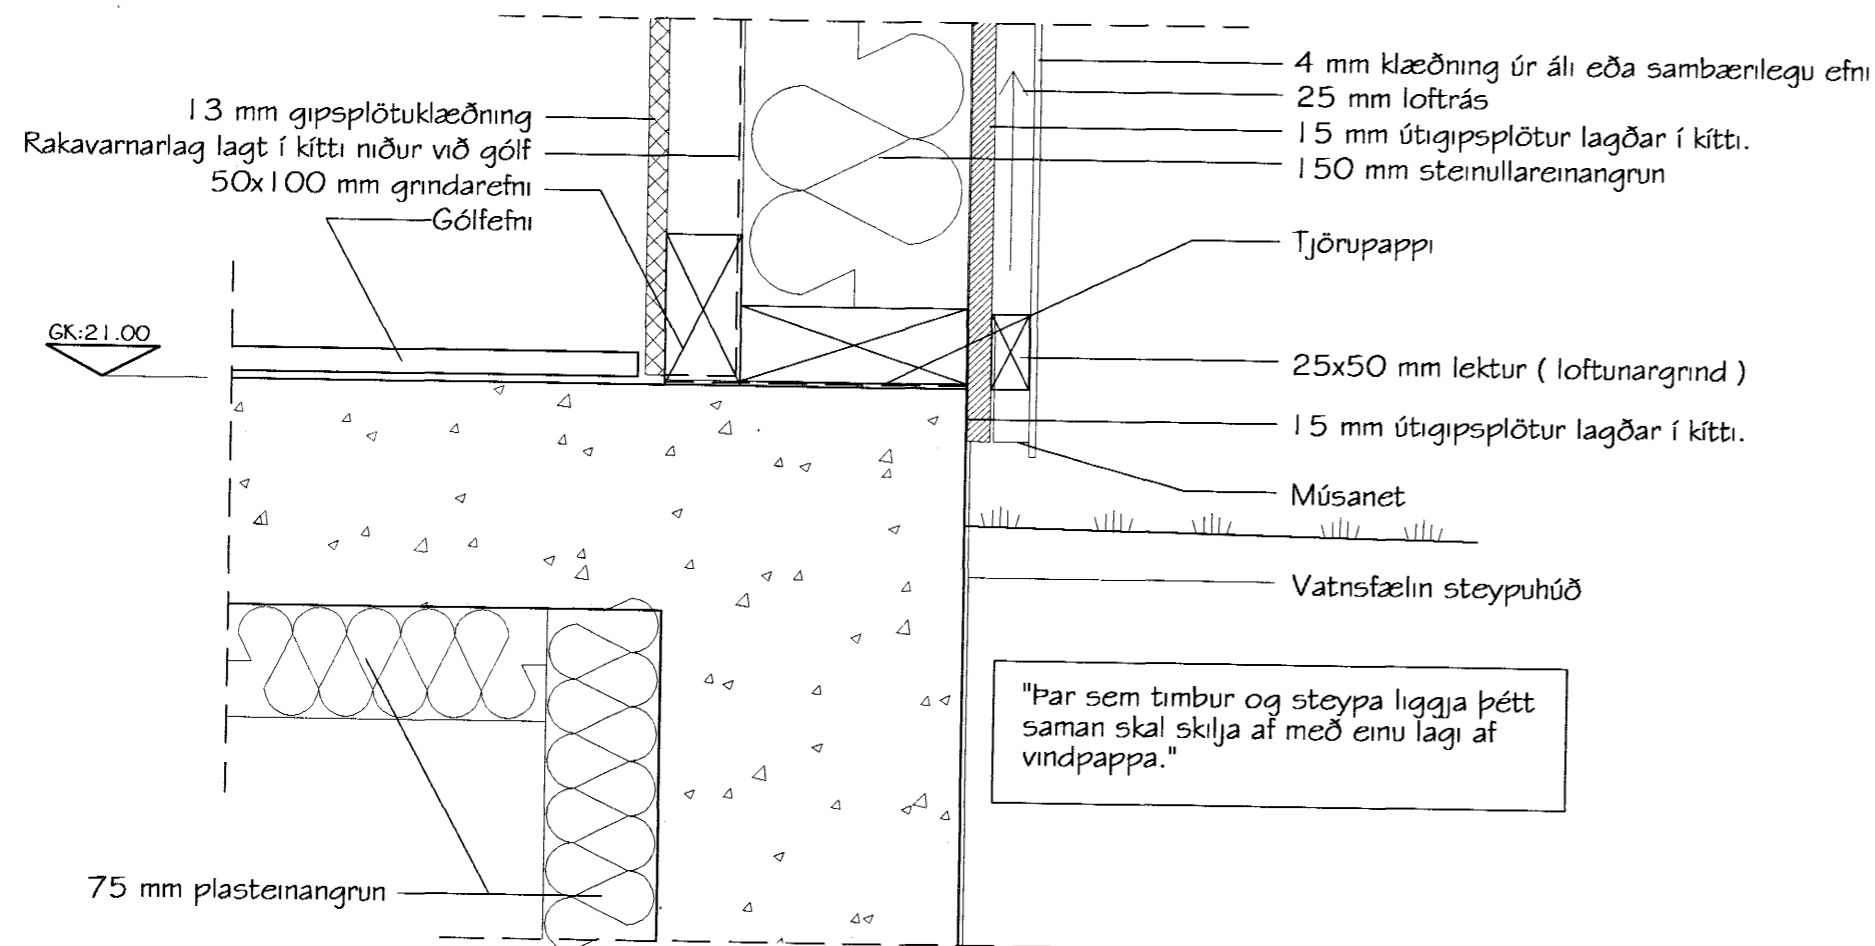 13 mm gipsplötuklæðning
Rakavarnarlag lagt í kítti niður við gólf
50x100 mm grindarefni
Gólfefni
GK:21.00
75 mm plasteinangrun
4 mm klæðning úr áli eða sambærilegu efni
25 mm loftrás
15 mm útigipsplötur lagðar í kítti.
150 mm steinullareinangrun
Tjörupappi
25x50 mm lektur ( loftunargrind )
15 mm útigipsplötur lagðar í kítti.
Músanet
Vatnsfælin steypuhúð
"Þar sem timbur og steypa liggja þétt
saman skal skilja af með einu lagi af
vindpappa."